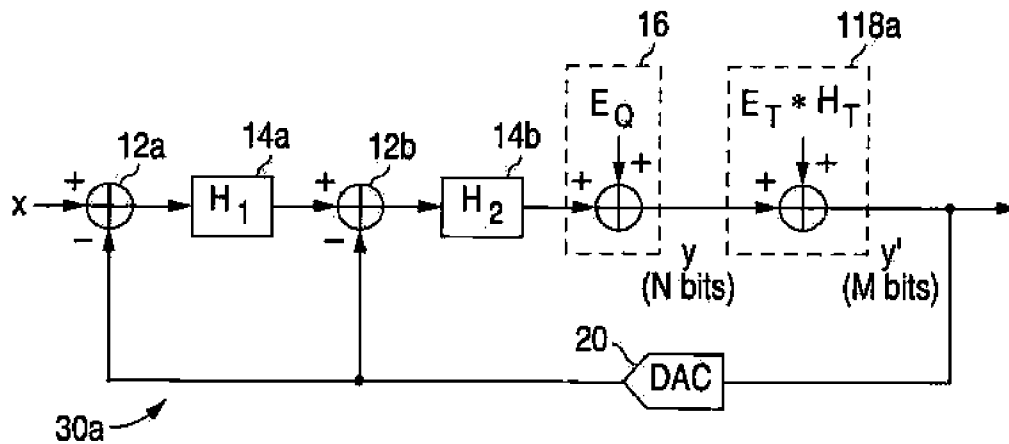 16
118a
E_Q
E_T * H_T
12a
14a
12b
14b
+
+
+
+
+
+
x
H_1
H_2
−
−
y
(N bits)
y'
(M bits)
20
DAC
30a